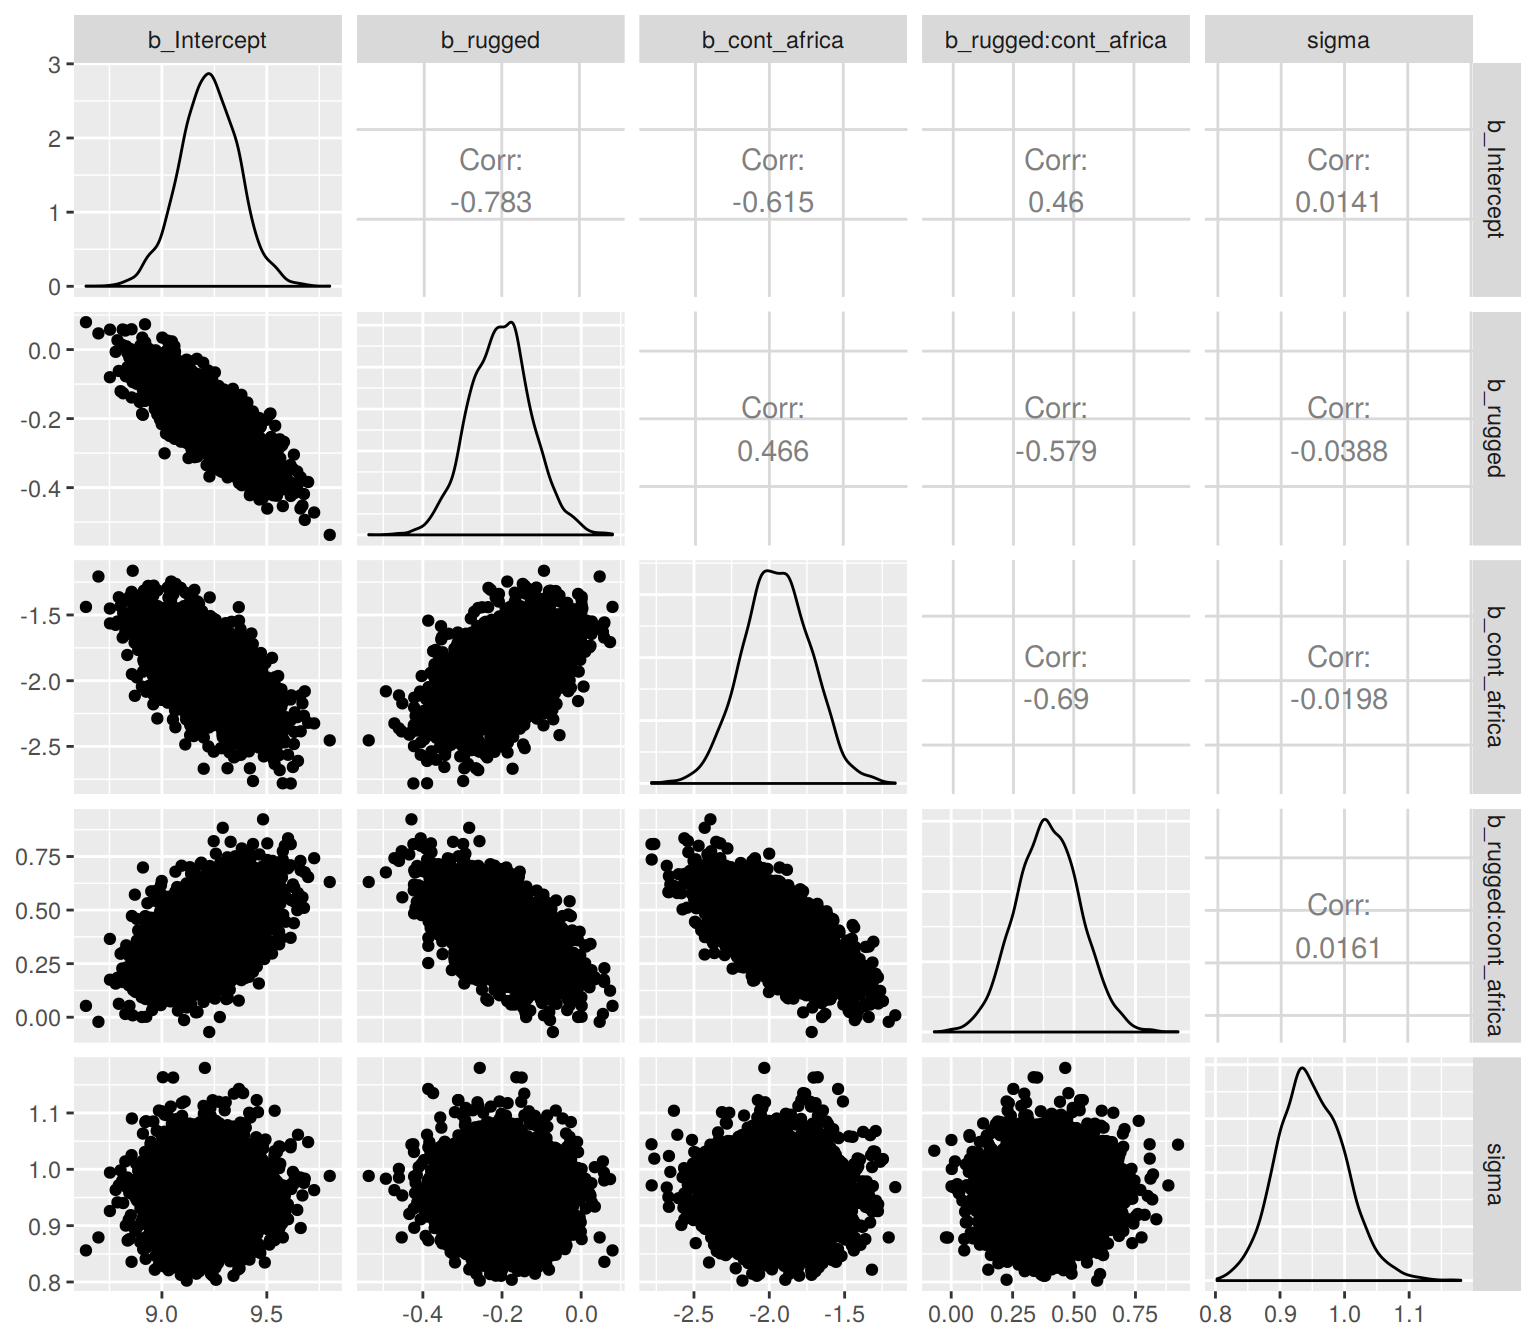 b_Intercept b_rugged b_cont_africa b_rugged:cont_africa sigma
3
2
1
0
Corr:
-0.783
Corr:
-0.615
Corr:
0.46
Corr:
0.0141
b_Intercept
0.0
-0.2
-0.4
Corr:
0.466
Corr:
-0.579
Corr:
-0.0388
b_rugged
-1.5
-2.0
-2.5
Corr:
-0.69
Corr:
-0.0198
b_cont_africa
0.75
0.50
0.25
0.00
Corr:
0.0161
b_rugged:cont_africa
1.1
1.0
0.9
0.8
sigma
9.0 9.5 -0.4 -0.2 0.0 -2.5 -2.0 -1.5 0.00 0.25 0.50 0.75 0.8 0.9 1.0 1.1